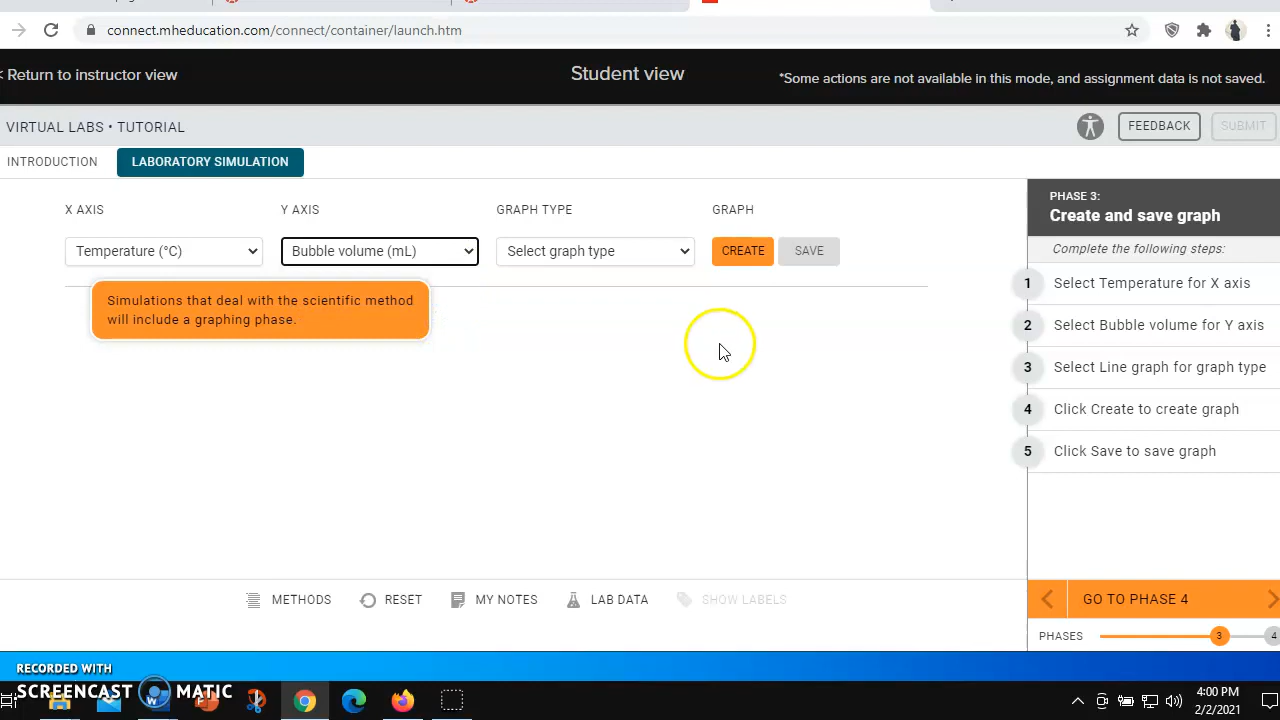 connect.mheducation.com/connect/container/launch.htm
< Return to instructor view
Student view
*Some actions are not available in this mode, and assignment data is not saved.
VIRTUAL LABS • TUTORIAL
FEEDBACK
SUBMIT
INTRODUCTION
LABORATORY SIMULATION
X AXIS
Y AXIS
GRAPH TYPE
GRAPH
Temperature (°C)
Bubble volume (mL)
Select graph type
CREATE
SAVE
Simulations that deal with the scientific method
will include a graphing phase.
PHASE 3:
Create and save graph
Complete the following steps:
1 Select Temperature for X axis
2 Select Bubble volume for Y axis
3 Select Line graph for graph type
4 Click Create to create graph
5 Click Save to save graph
METHODS
RESET
MY NOTES
LAB DATA
SHOW LABELS
GO TO PHASE 4
PHASES
3
4
RECORDED WITH
SCREENCAST MATIC
4:00 PM
2/2/2021